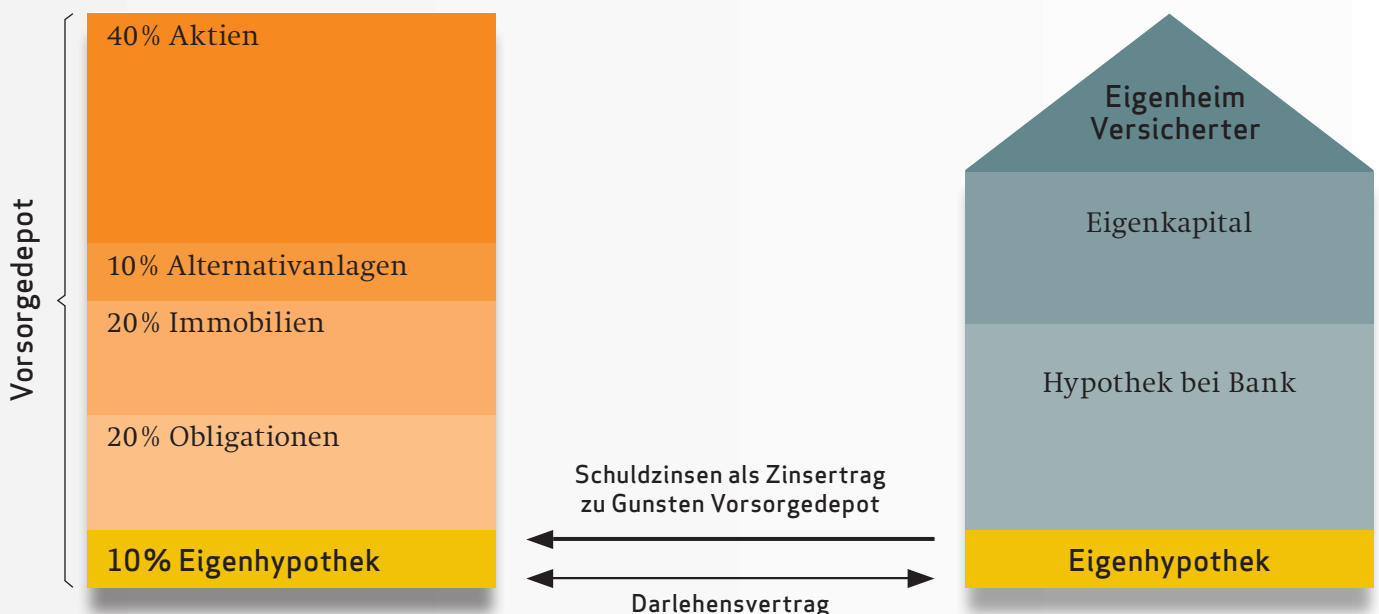 Vorsorgedepot
40% Aktien
10% Alternativanlagen
20% Immobilien
20% Obligationen
10% Eigenhypothek
Schuldzinsen als Zinsertrag
zu Gunsten Vorsorgedepot
Darlehensvertrag
Eigenheim
Versicherter
Eigenkapital
Hypothek bei Bank
Eigenhypothek